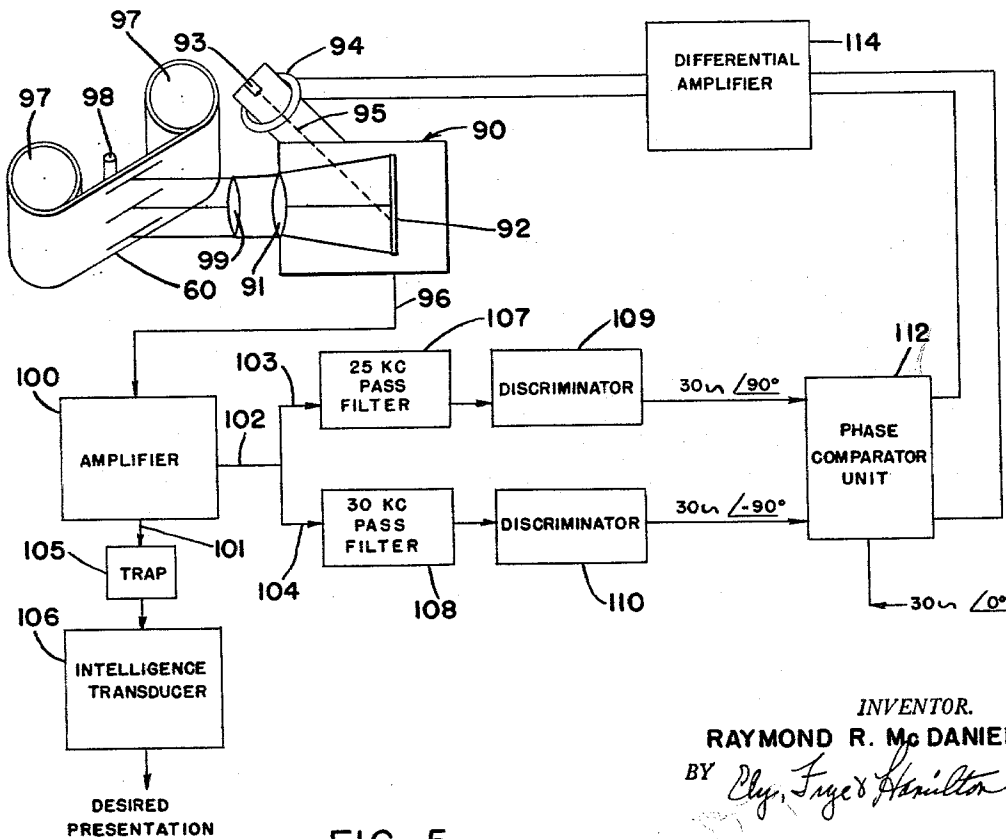 97
93
94
DIFFERENTIAL
AMPLIFIER
114
97
98
95
90
99
91
92
60
96
107
109
112
100
103
25 KC
PASS
FILTER
DISCRIMINATOR
30∿ ∠90°
102
AMPLIFIER
PHASE
COMPARATOR
UNIT
30 KC
PASS
FILTER
DISCRIMINATOR
30∿ ∠-90°
101
104
105
TRAP
108
110
30∿ ∠0°
106
INTELLIGENCE
TRANSDUCER
INVENTOR.
RAYMOND R. McDANIE
BY Ely, Frye & Hamilton
DESIRED
PRESENTATION
FIG. 5